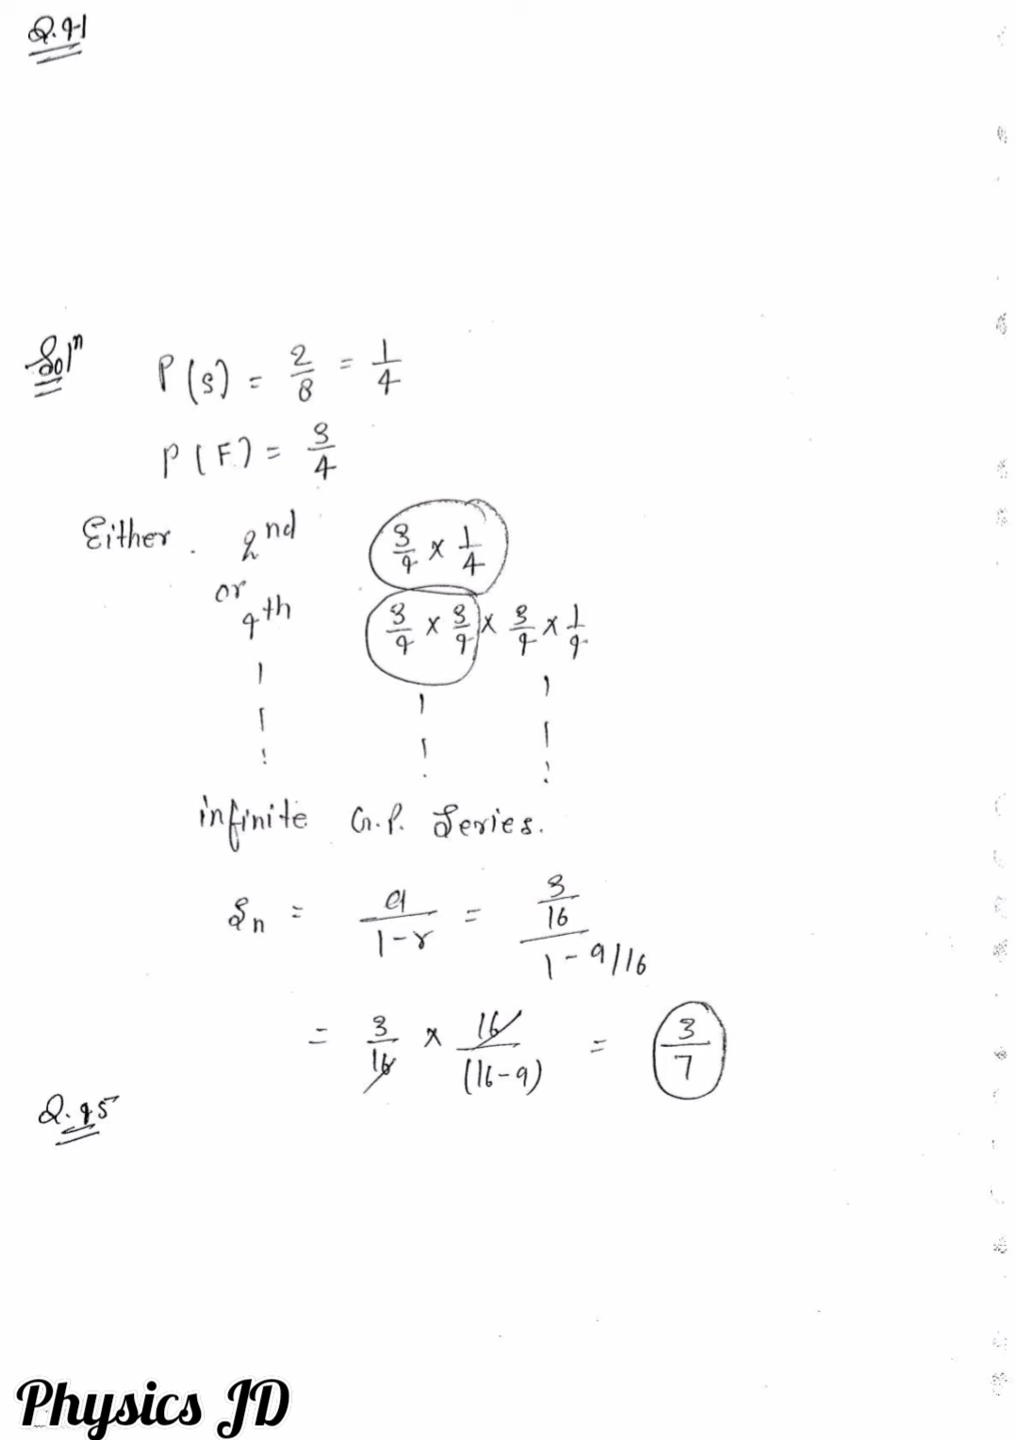 Q.41
Solⁿ P(s) = 2/8 = 1/4
P(F) = 3/4
Either. 2nd 3/4 × 1/4
or
4th 3/4 × 3/4 × 3/4 × 1/4
infinite G.P. Series.
Sn = a/(1-r) = (3/16)/(1-9/16)
= 3/16 × 16/(16-9) = 3/7
Q.45
Physics JD